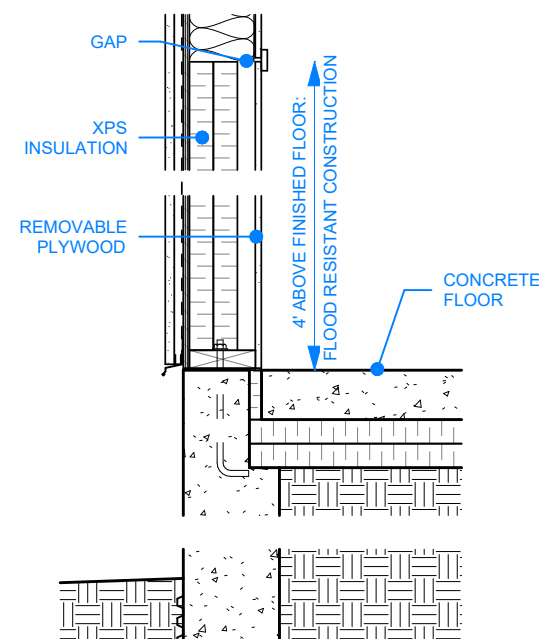 GAP
XPS
INSULATION
REMOVABLE
PLYWOOD
4' ABOVE FINISHED FLOOR:
FLOOD RESISTANT CONSTRUCTION
CONCRETE
FLOOR